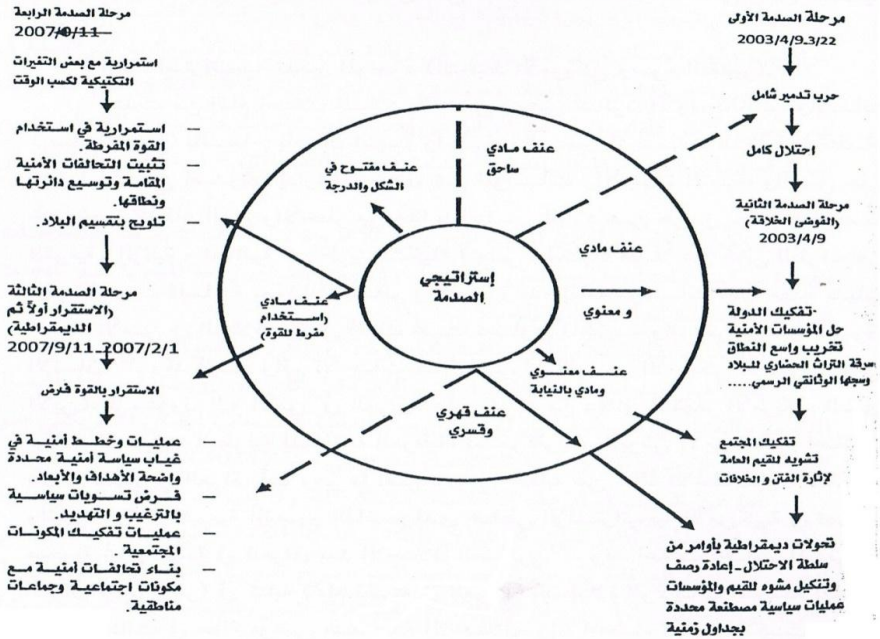 مرحلة الصدمة الأولى
2003/4/9.3/22
حرب تدمير شامل
احتلال كامل
مرحلة الصدمة الثانية
(الفوضى الخلاقة)
2003/4/9
-تفكيك الدولة
حل المؤسسات الأمنية
تخريب واسع النطاق
سرقة التراث الحضاري للبلاد
وسجلها الوثائقي الرسمي.....
تفكيك المجتمع
تشويه للقيم العامة
لإثارة الفتن و الخلافات
تحولات ديمقراطية بأوامر من
سلطة الاحتلال _ إعادة رصف
وتنكيل مشوه للقيم والمؤسسات
عمليات سياسية مصطنعة محددة
بجداول زمنية
عنف مادي
ساحق
عنف مفتوح في
الشكل والدرجة
عنف مادي
و معنوي
إستراتيجي
الصدمة
عنف مادي
(واستخدام
مفرط للقوة)
عنف معنوي
ومادي بالنيابة
عنف قهري
وقسري
مرحلة الصدمة الرابعة
2007/9/11
استمرارية مع بعض التغيرات
التكتيكية لكسب الوقت
استمرارية في استخدام
القوة المفرطة.
تثبيت التحالفات الأمنية
المقامة وتوسيع دائرتها
ونطاقها.
تلويح بتقسيم البلاد.
مرحلة الصدمة الثالثة
(الاستقرار أولاً ثم
الديمقراطية)
2007/9/11_2007/2/1
الاستقرار بالقوة فرض
عمليات وخطط أمنية في
غياب سياسة أمنية محددة
واضحة الأهداف والأبعاد.
فرض تسويات سياسية
بالترغيب و التهديد.
عمليات تفكيك المكونات
المجتمعية.
بناء تحالفات أمنية مع
مكونات اجتماعية وجماعات
مناطقية.